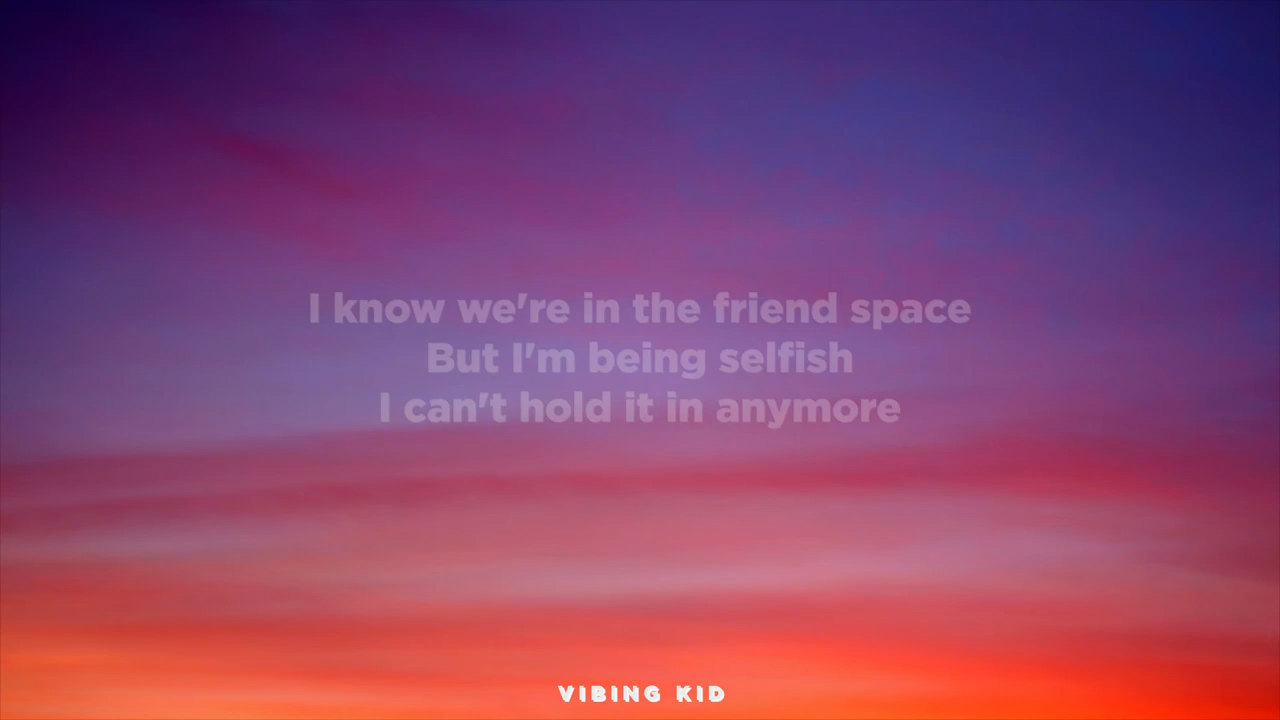 I know we're in the friend space
But I'm being selfish
I can't hold it in anymore
VIBING KID